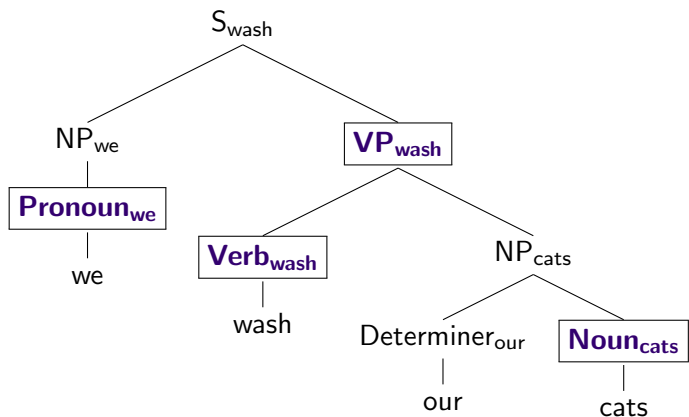 S_wash
NP_we VP_wash
Pronoun_we
Verb_wash NP_cats
we
wash Determiner_our Noun_cats
our cats